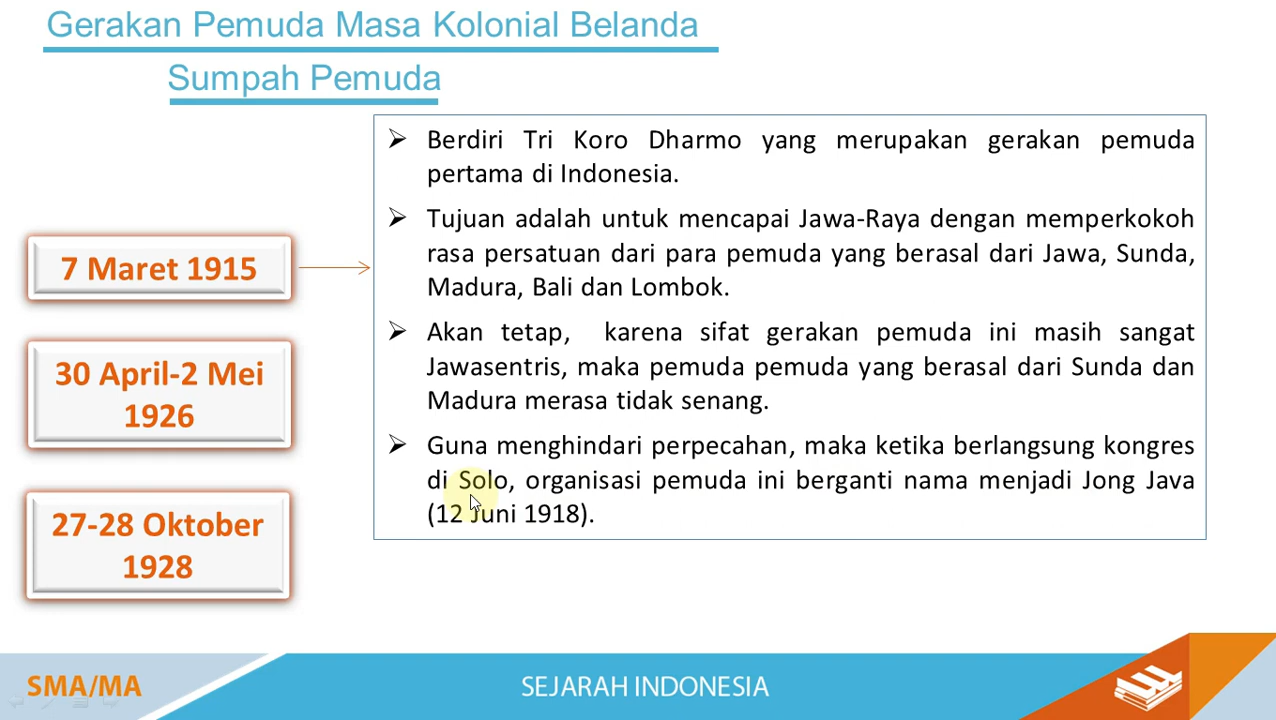 Gerakan Pemuda Masa Kolonial Belanda
Sumpah Pemuda
7 Maret 1915
30 April-2 Mei
1926
27-28 Oktober
1928
➢ Berdiri Tri Koro Dharmo yang merupakan gerakan pemuda
pertama di Indonesia.
➢ Tujuan adalah untuk mencapai Jawa-Raya dengan memperkokoh
rasa persatuan dari para pemuda yang berasal dari Jawa, Sunda,
Madura, Bali dan Lombok.
➢ Akan tetap, karena sifat gerakan pemuda ini masih sangat
Jawasentris, maka pemuda pemuda yang berasal dari Sunda dan
Madura merasa tidak senang.
➢ Guna menghindari perpecahan, maka ketika berlangsung kongres
di Solo, organisasi pemuda ini berganti nama menjadi Jong Java
(12 Juni 1918).
SMA/MA
SEJARAH INDONESIA